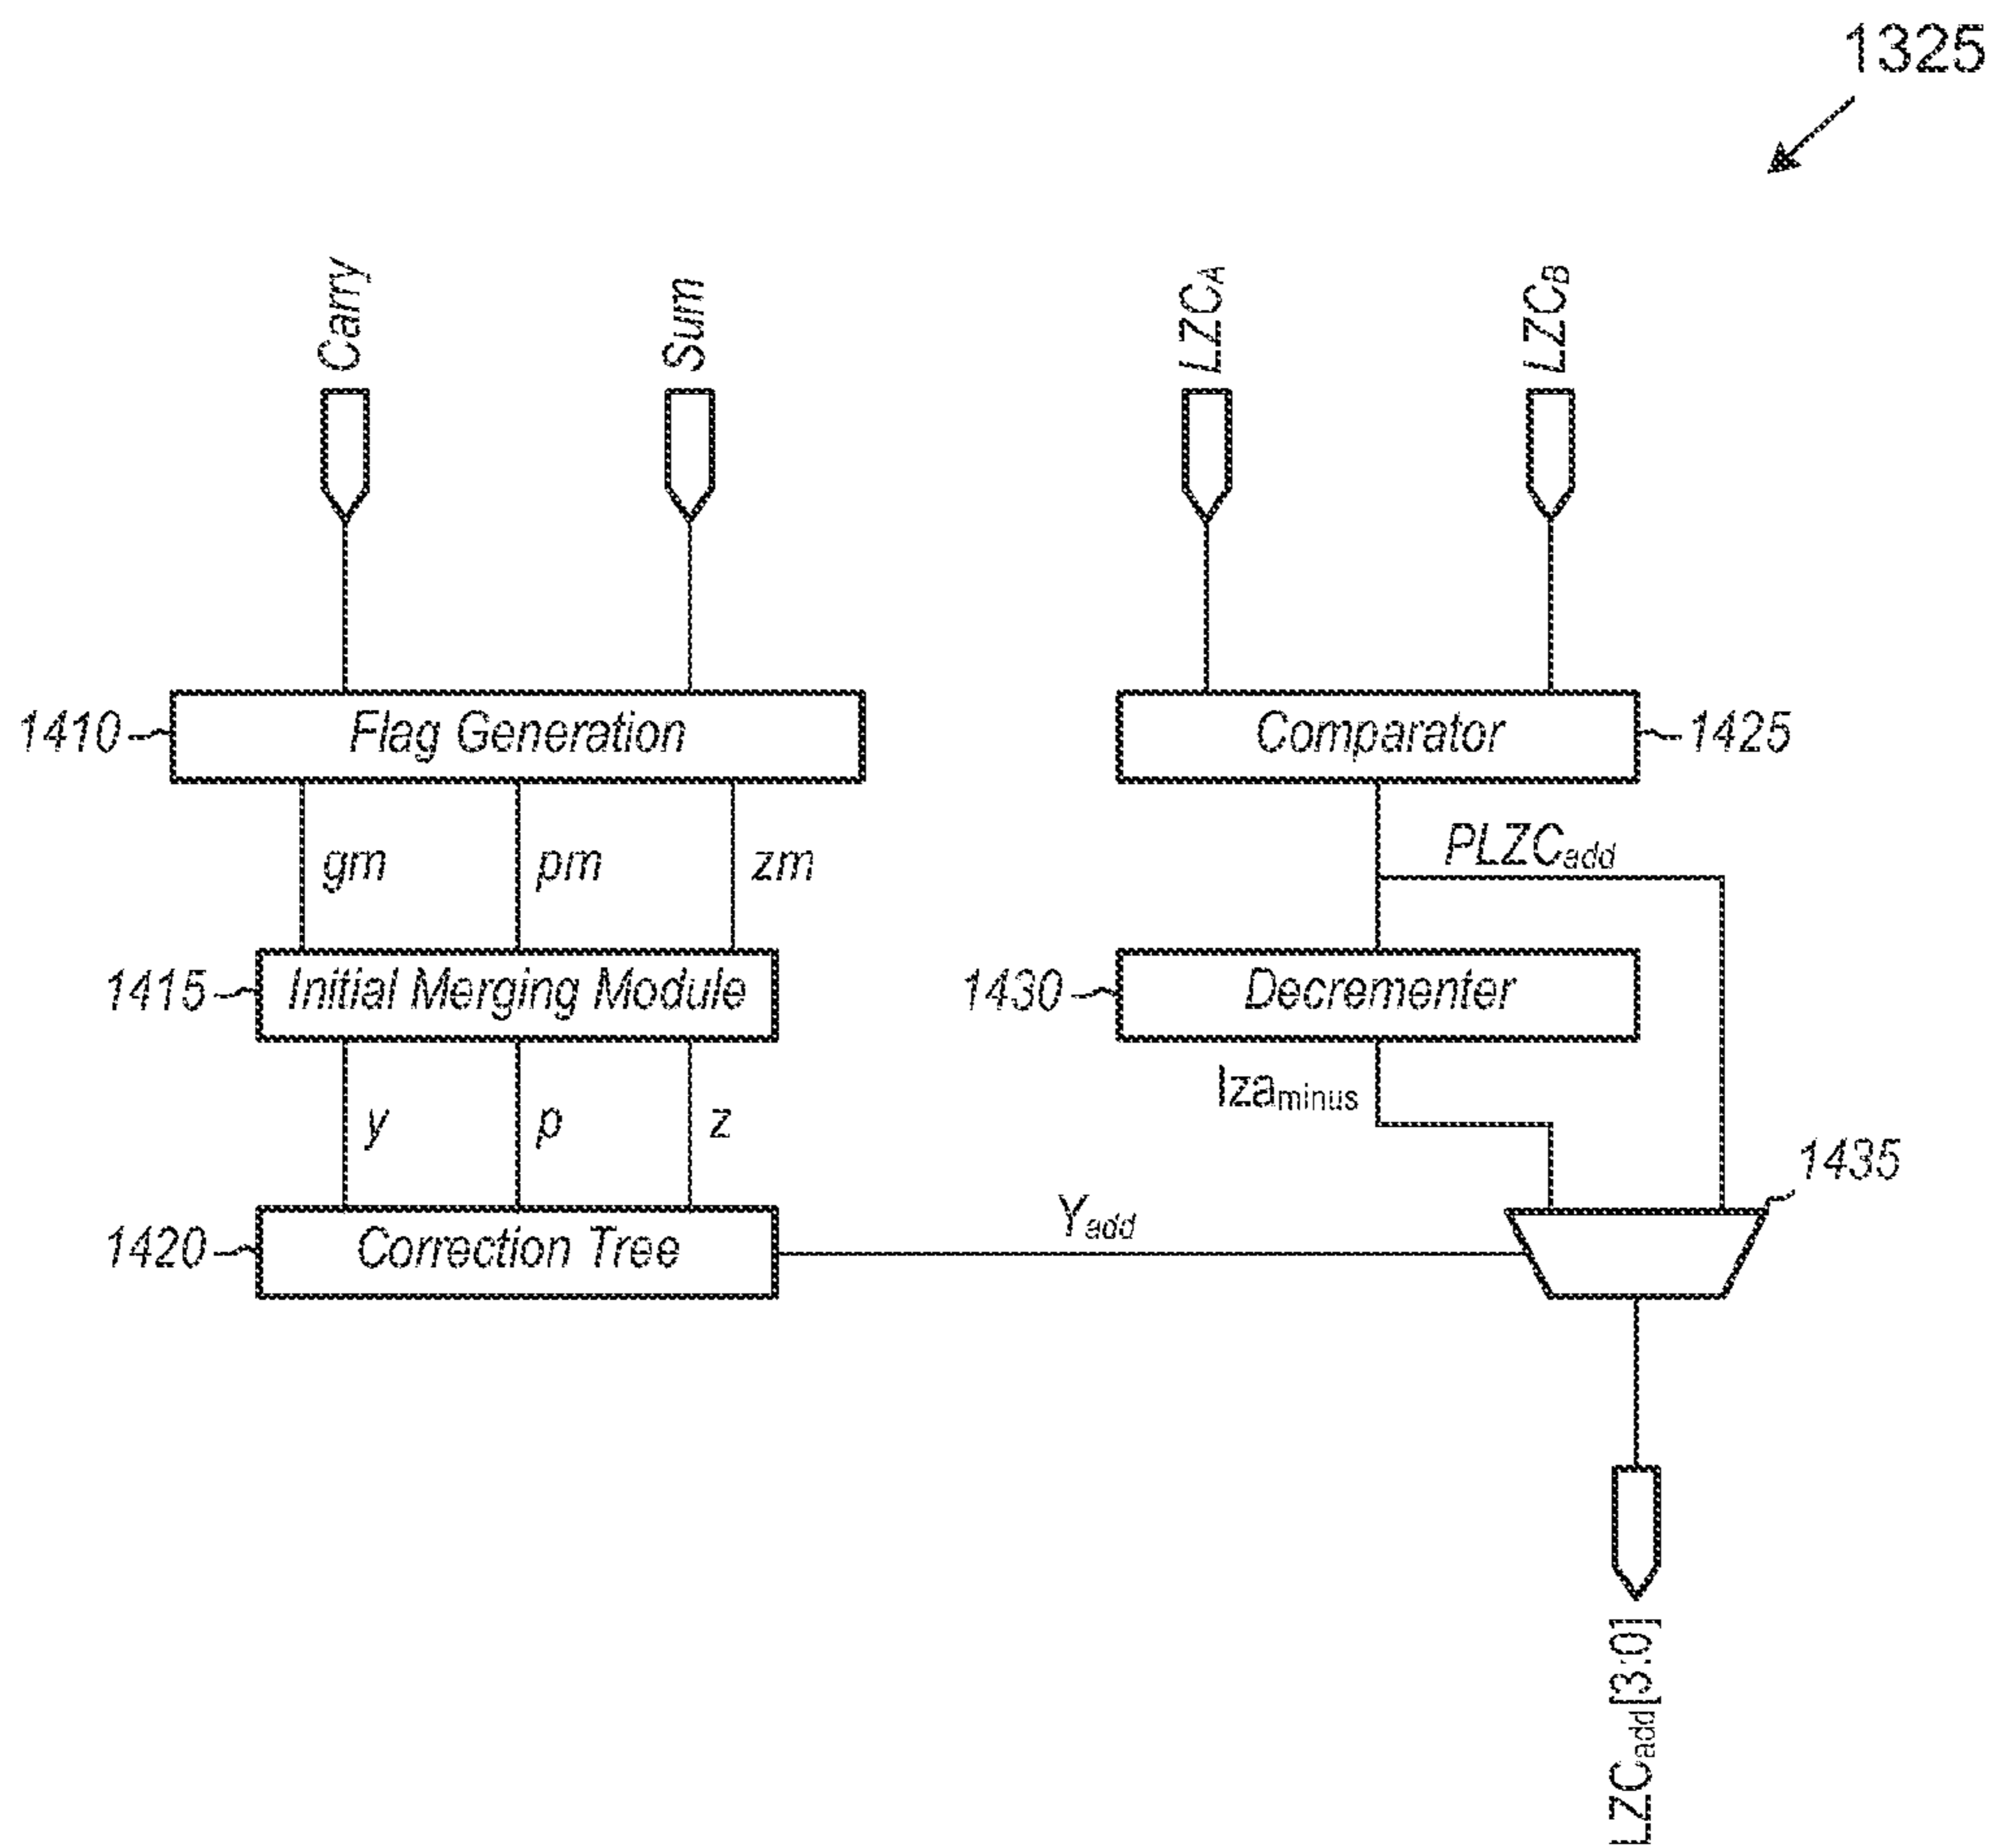 1325
Carry
Sum
LZCA
LZCB
1410
Flag Generation
Comparator
1425
gm
pm
zm
PLZCadd
1415
Initial Merging Module
1430
Decrementer
y
p
z
lzaminus
1435
1420
Correction Tree
Yadd
LZCadd[3:0]